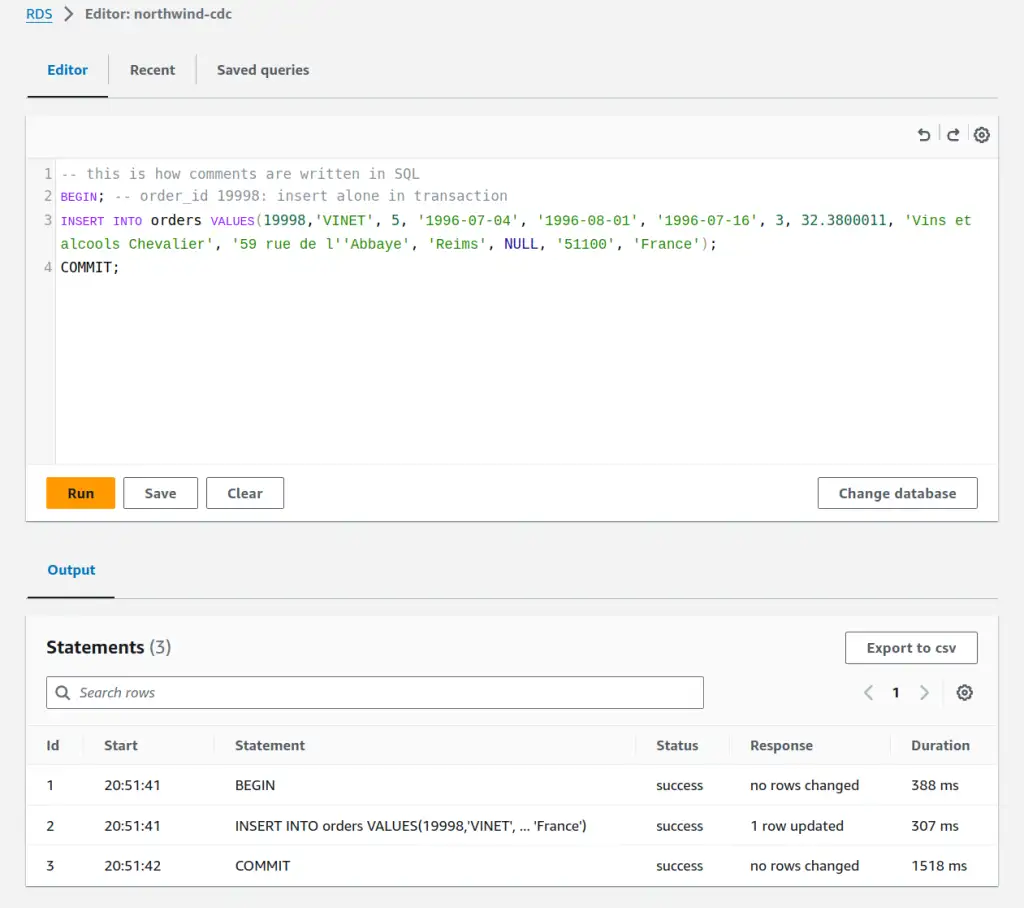 RDS > Editor: northwind-cdc
Editor Recent Saved queries
1 -- this is how comments are written in SQL
2 BEGIN; -- order_id 19998: insert alone in transaction
3 INSERT INTO orders VALUES(19998,'VINET', 5, '1996-07-04', '1996-08-01', '1996-07-16', 3, 32.3800011, 'Vins et
alcools Chevalier', '59 rue de l''Abbaye', 'Reims', NULL, '51100', 'France');
4 COMMIT;
Run Save Clear Change database
Output
Statements (3) Export to csv
Search rows < 1 >
Id Start Statement Status Response Duration
1 20:51:41 BEGIN success no rows changed 388 ms
2 20:51:41 INSERT INTO orders VALUES(19998,'VINET', ... 'France') success 1 row updated 307 ms
3 20:51:42 COMMIT success no rows changed 1518 ms